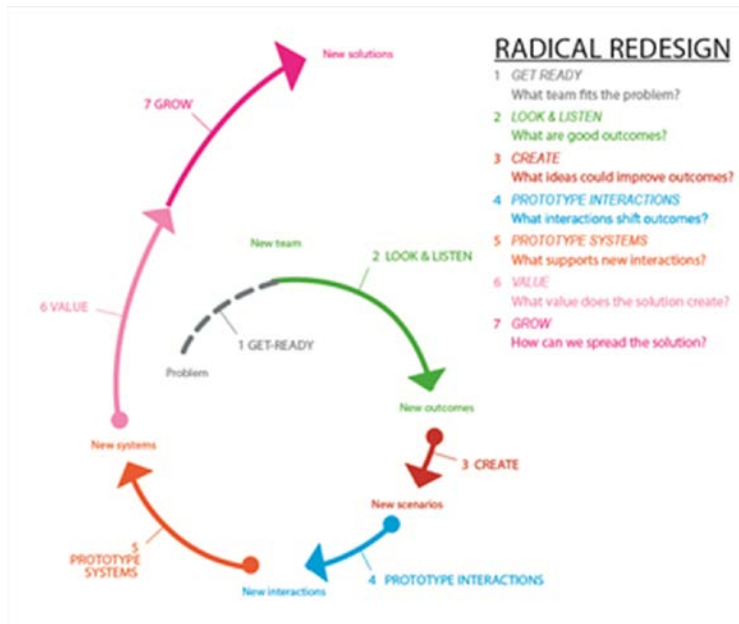 RADICAL REDESIGN
1 GET READY
What team fits the problem?
2 LOOK & LISTEN
What are good outcomes?
3 CREATE
What ideas could improve outcomes?
4 PROTOTYPE INTERACTIONS
What interactions shift outcomes?
5 PROTOTYPE SYSTEMS
What supports new interactions?
6 VALUE
What value does the solution create?
7 GROW
How can we spread the solution?
New solutions
7 GROW
New team
2 LOOK & LISTEN
6 VALUE
1 GET-READY
Problem
New outcomes
New systems
3 CREATE
New scenarios
5
PROTOTYPE
SYSTEMS
4 PROTOTYPE INTERACTIONS
New interactions